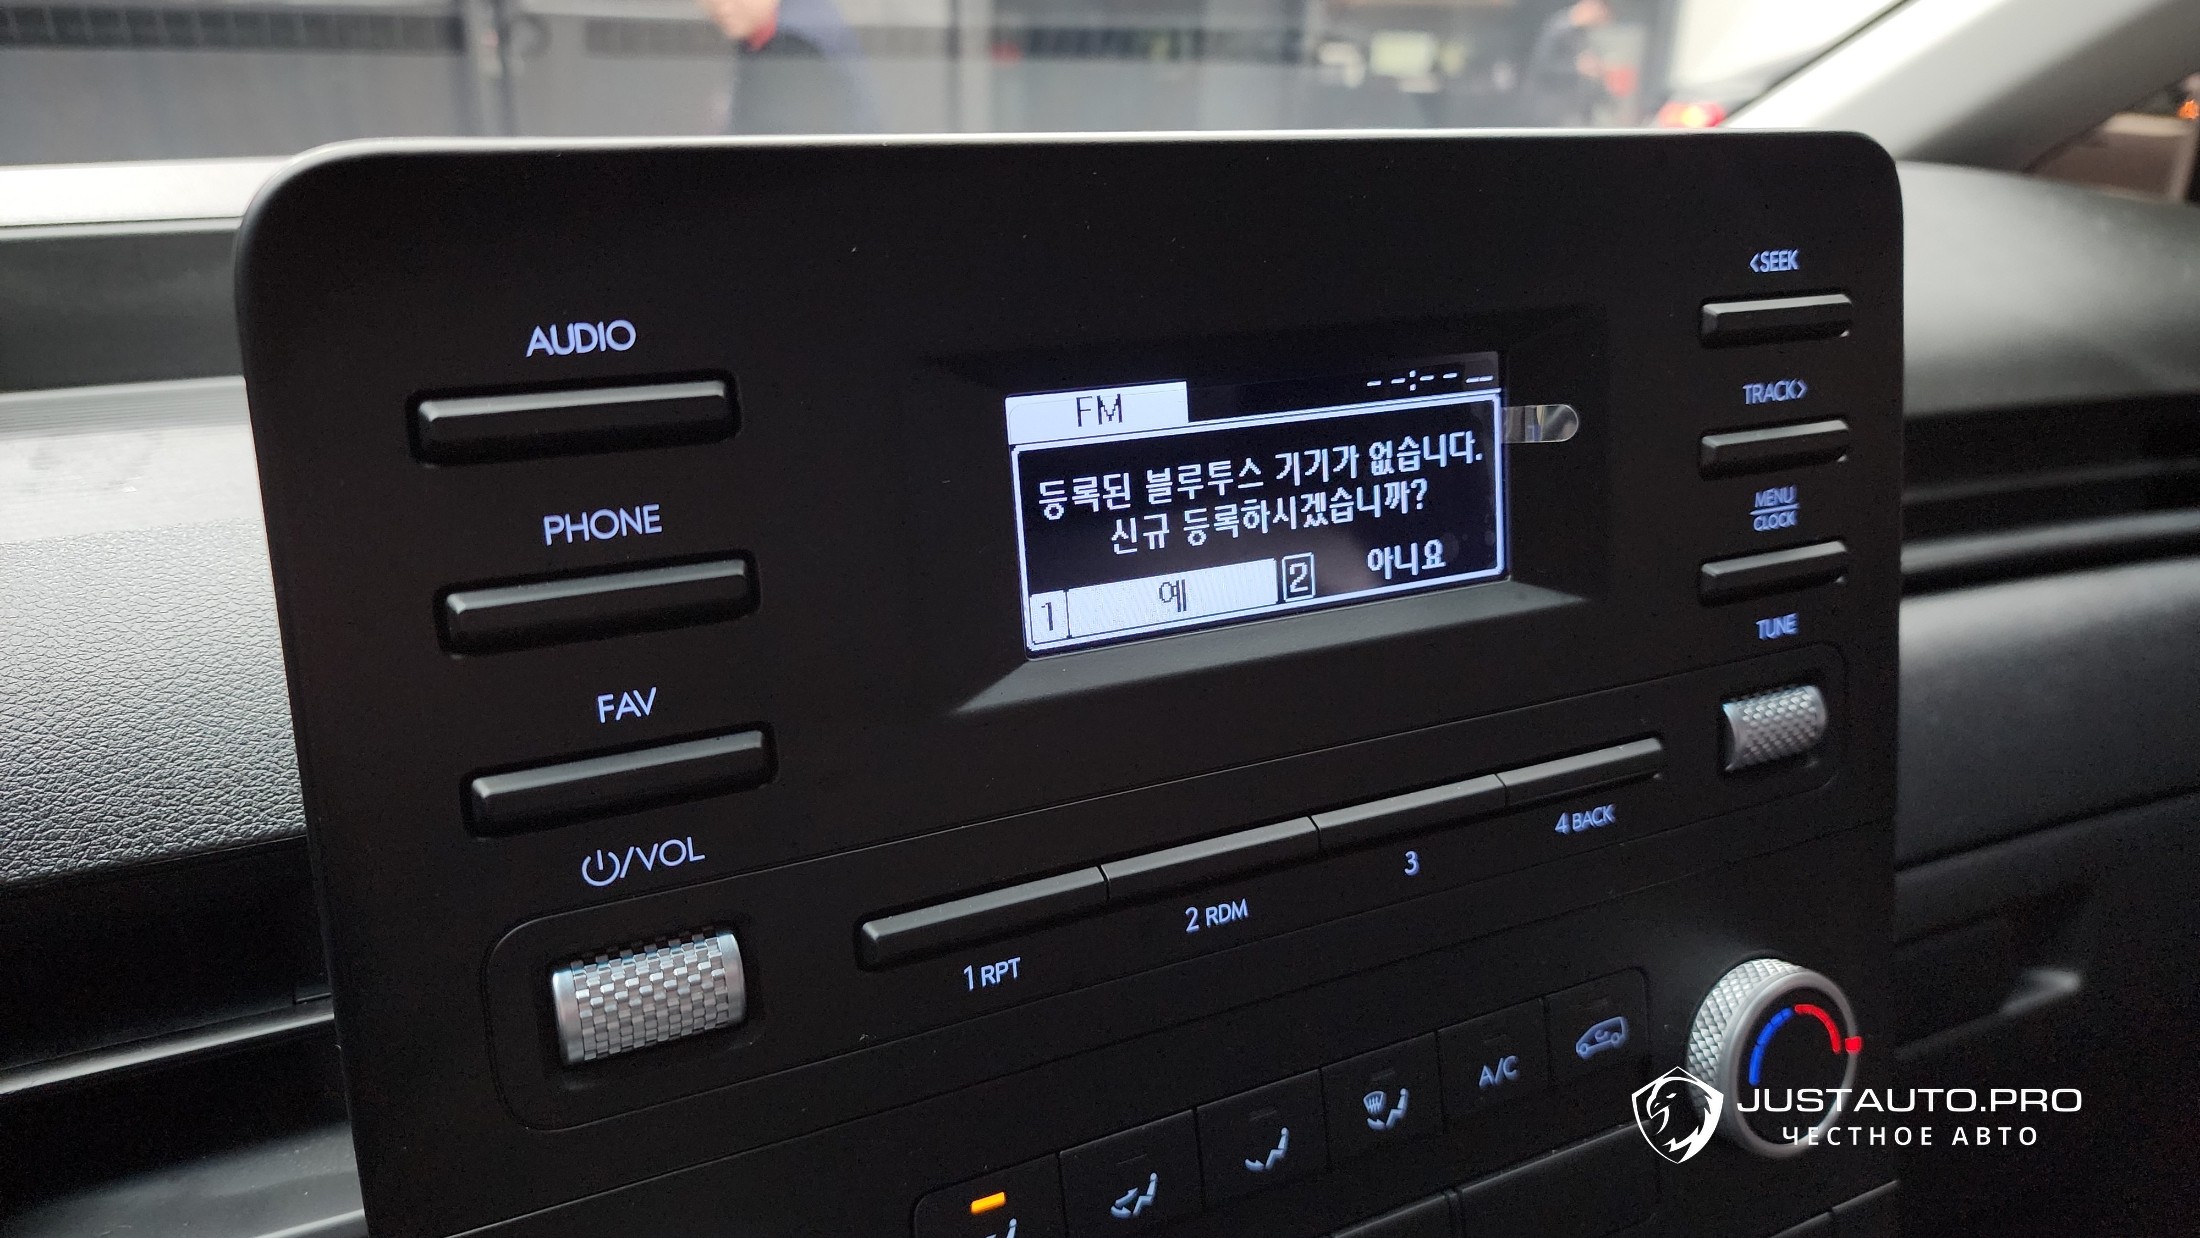 <SEEK
AUDIO
TRACK>
FM
--:--
등록된 블루투스 기기가 없습니다.
신규 등록하시겠습니까?
1 예 2 아니요
MENU
CLOCK
PHONE
TUNE
FAV
/VOL
4 BACK
3
2 RDM
1 RPT
A/C
JUSTAUTO.PRO
ЧЕСТНОЕ АВТО